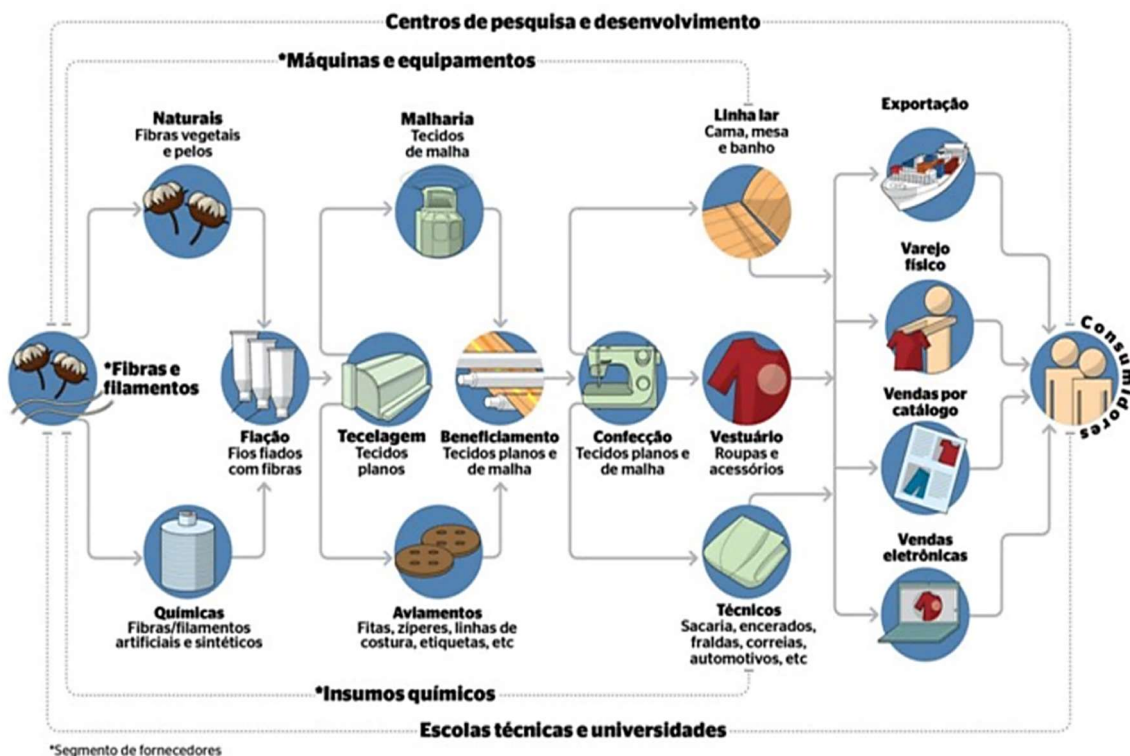 Centros de pesquisa e desenvolvimento
*Máquinas e equipamentos
Naturais
Fibras vegetais
e pelos
Malharia
Tecidos
de malha
Linha lar
Cama, mesa
e banho
Exportação
Varejo
físico
*Fibras e
filamentos
Fiação
Fios fiados
com fibras
Tecelagem
Tecidos
planos
Beneficiamento
Tecidos planos e
de malha
Confecção
Tecidos planos e
de malha
Vestuário
Roupas e
acessórios
Vendas por
catálogo
Consumidores
Químicas
Fibras/filamentos
artificiais e sintéticos
Aviamentos
Fitas, zíperes, linhas de
costura, etiquetas, etc
Técnicos
Sacaria, encerados,
fraldas, correias,
automotivos, etc
Vendas
eletrônicas
*Insumos químicos
Escolas técnicas e universidades
*Segmento de fornecedores